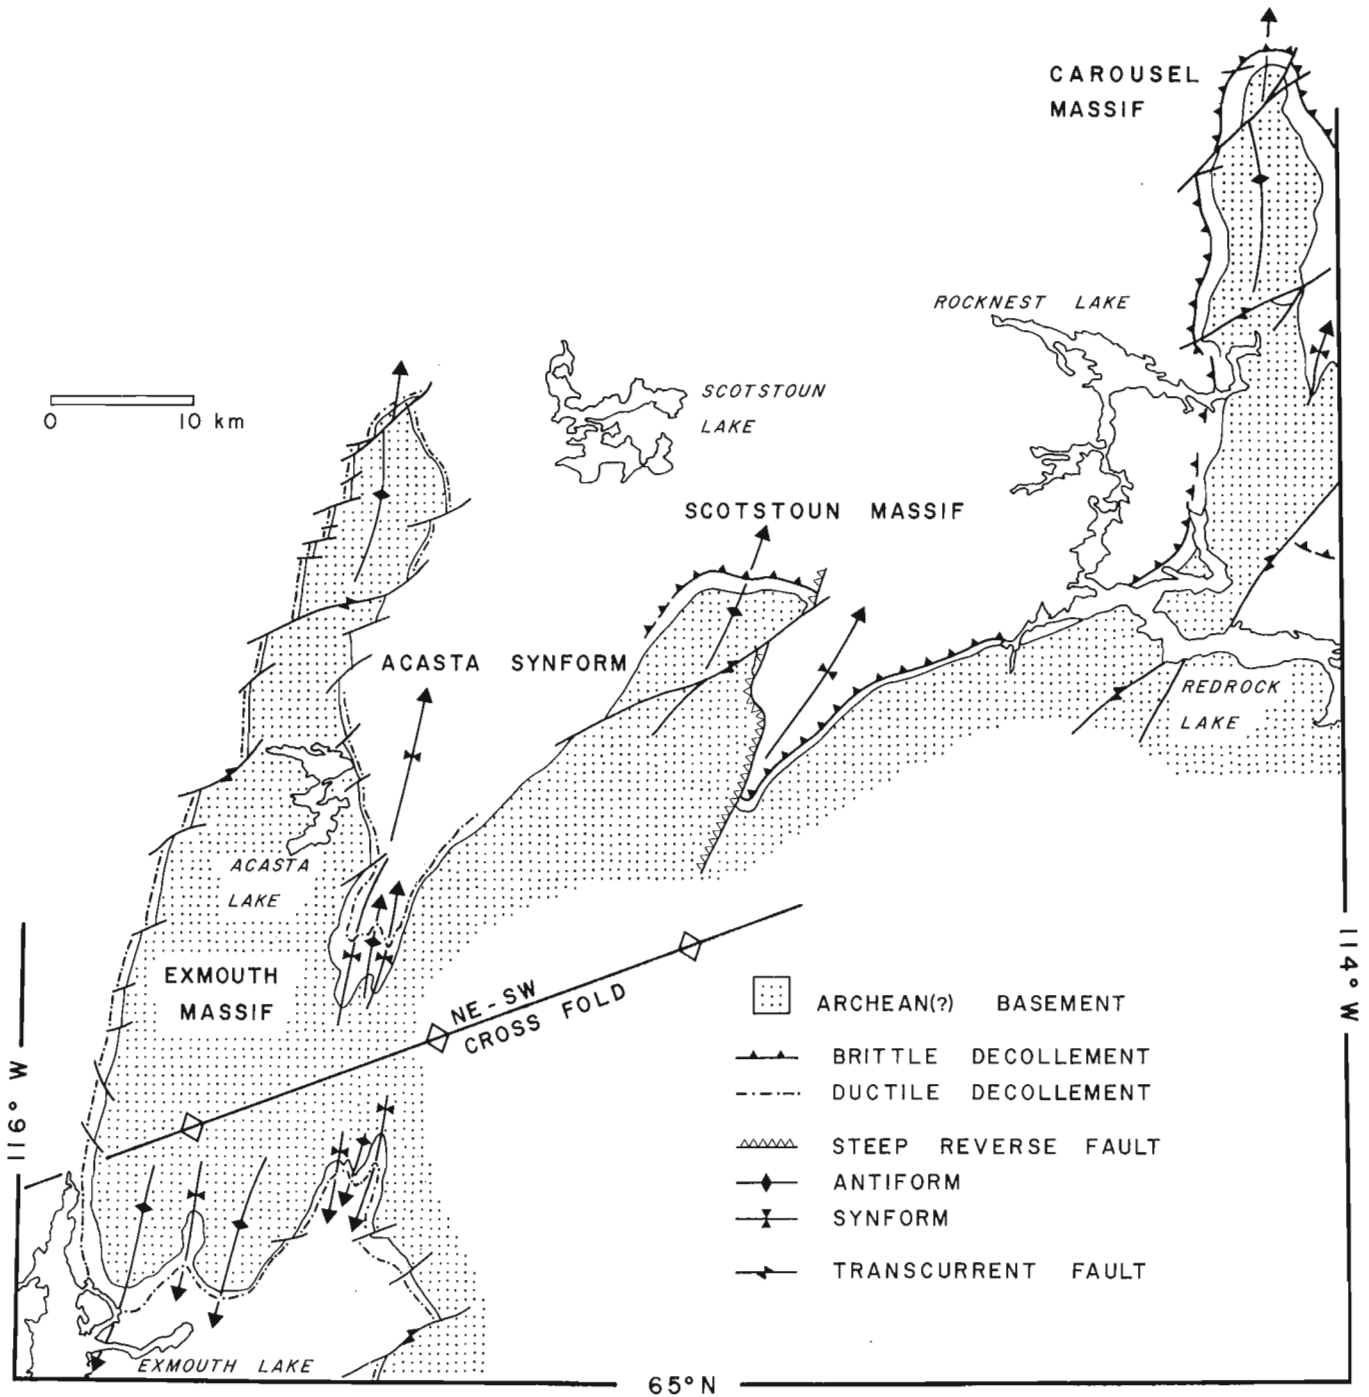 CAROUSEL
MASSIF
ROCKNEST LAKE
0 10 km
SCOTSTOUN
LAKE
SCOTSTOUN MASSIF
ACASTA SYNFORM
REDROCK
LAKE
ACASTA
LAKE
EXMOUTH
MASSIF
NE-SW
CROSS FOLD
114° W
116° W
ARCHEAN(?) BASEMENT
BRITTLE DECOLLEMENT
DUCTILE DECOLLEMENT
STEEP REVERSE FAULT
ANTIFORM
SYNFORM
TRANSCURRENT FAULT
EXMOUTH LAKE
65° N